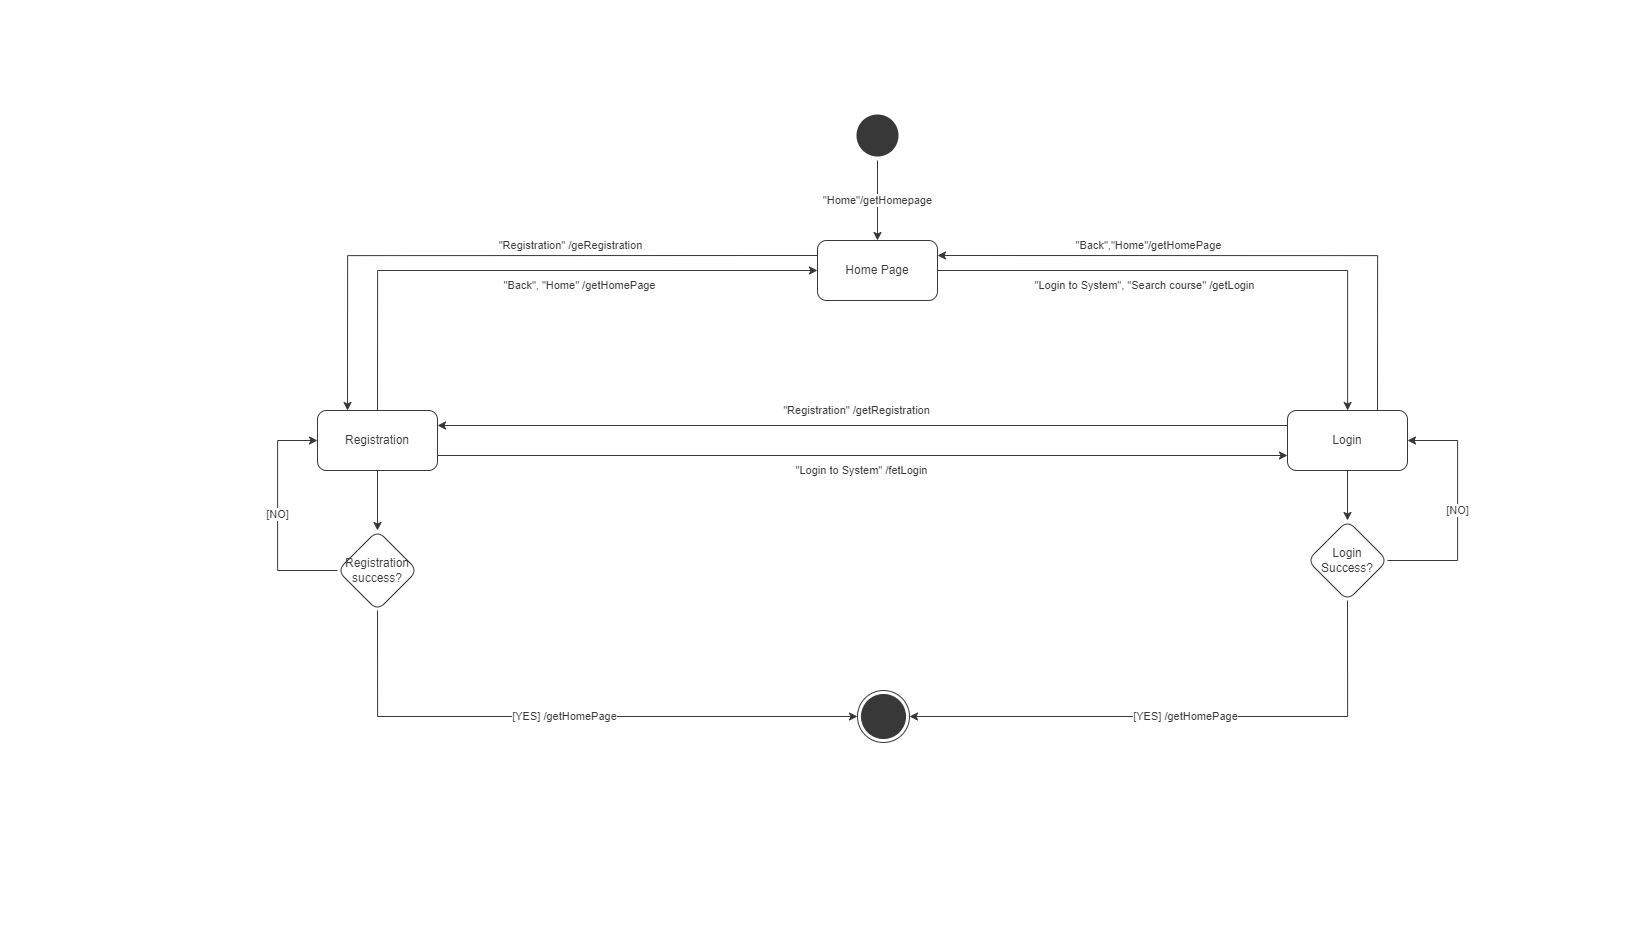 "Home"/getHomepage
"Registration" /geRegistration
"Back","Home"/getHomePage
Home Page
"Back", "Home" /getHomePage
"Login to System", "Search course" /getLogin
"Registration" /getRegistration
Registration
Login
"Login to System" /fetLogin
[NO]
[NO]
Registration
success?
Login
Success?
[YES] /getHomePage
[YES] /getHomePage